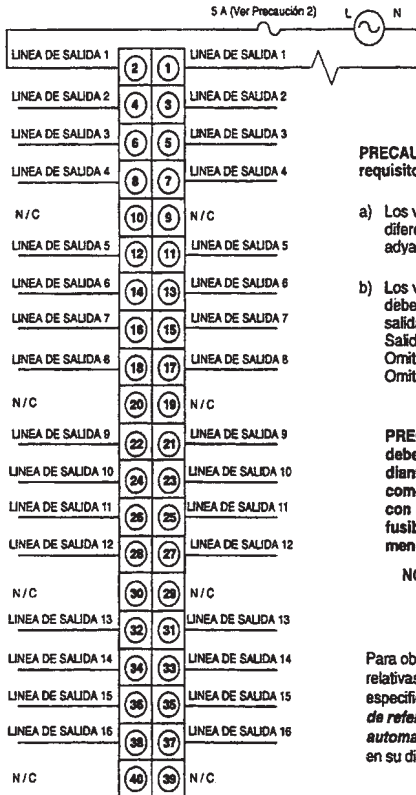 5 A (Ver Precaución 2) L N
LINEA DE SALIDA 1 2 1 LINEA DE SALIDA 1
LINEA DE SALIDA 2 4 3 LINEA DE SALIDA 2
LINEA DE SALIDA 3 6 5 LINEA DE SALIDA 3
LINEA DE SALIDA 4 8 7 LINEA DE SALIDA 4
N/C 10 9 N/C
LINEA DE SALIDA 5 12 11 LINEA DE SALIDA 5
LINEA DE SALIDA 6 14 13 LINEA DE SALIDA 6
LINEA DE SALIDA 7 16 15 LINEA DE SALIDA 7
LINEA DE SALIDA 8 18 17 LINEA DE SALIDA 8
N/C 20 19 N/C
LINEA DE SALIDA 9 22 21 LINEA DE SALIDA 9
LINEA DE SALIDA 10 24 23 LINEA DE SALIDA 10
LINEA DE SALIDA 11 26 25 LINEA DE SALIDA 11
LINEA DE SALIDA 12 28 27 LINEA DE SALIDA 12
N/C 30 29 N/C
LINEA DE SALIDA 13 32 31 LINEA DE SALIDA 13
LINEA DE SALIDA 14 34 33 LINEA DE SALIDA 14
LINEA DE SALIDA 15 36 35 LINEA DE SALIDA 15
LINEA DE SALIDA 16 38 37 LINEA DE SALIDA 16
N/C 40 39 N/C
PRECAU
requisito
a) Los v
difere
adya
b) Los v
debe
salida
Salid
Omit
Omit
PRE
debe
dian
com
con
fusib
men
NO
Para ob
relativas
especifi
de refe
automa
en su di